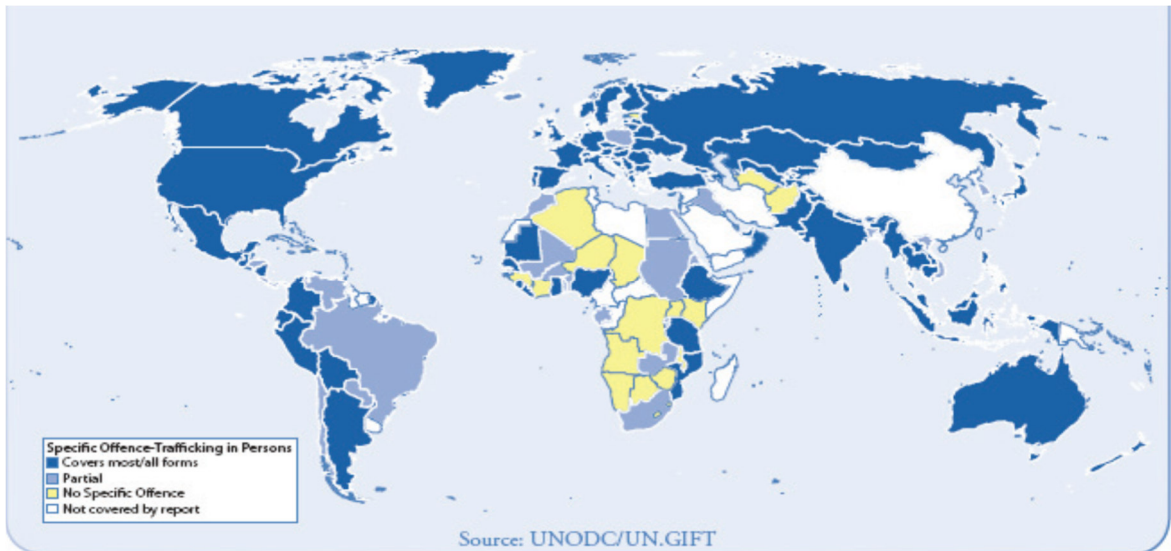 Specific Offence-Trafficking in Persons
Covers most/all forms
Partial
No Specific Offence
Not covered by report
Source: UNODC/UN.GIFT